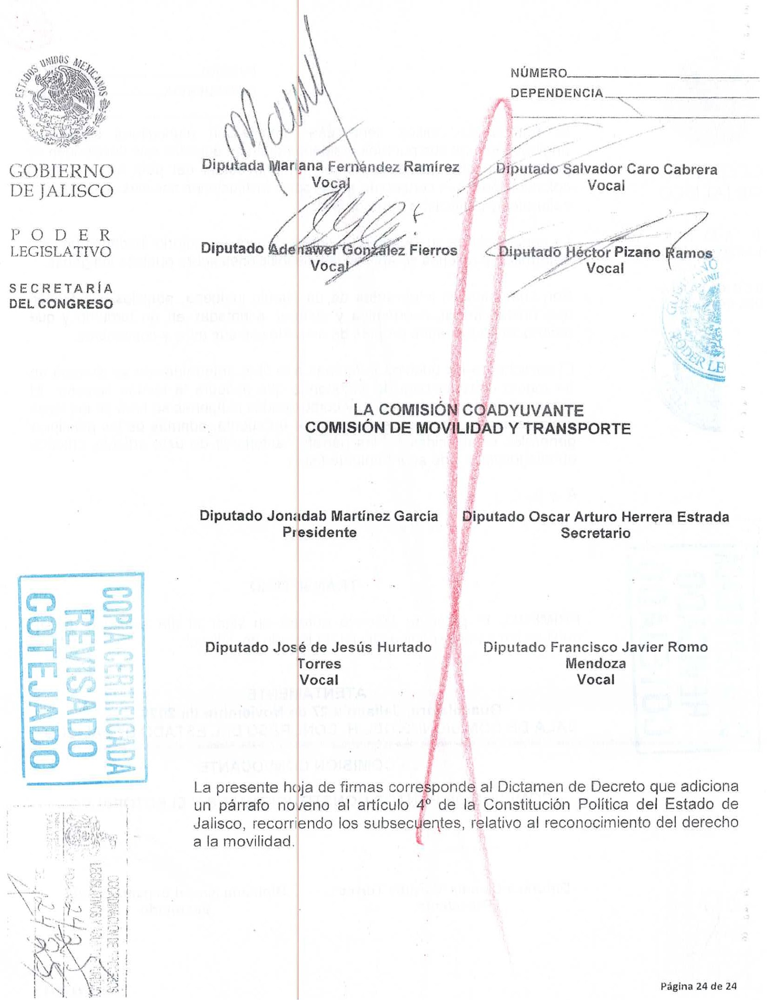 ESTADOS UNIDOS MEXICANOS
GOBIERNO
DE JALISCO
PODER
LEGISLATIVO
SECRETARÍA
DEL CONGRESO
NÚMERO
DEPENDENCIA
Diputada Mariana Fernández Ramírez
Vocal
Diputado Salvador Caro Cabrera
Vocal
Diputado Adenawer González Fierros
Vocal
Diputado Héctor Pizano Ramos
Vocal
PODER LE
LA COMISIÓN COADYUVANTE
COMISIÓN DE MOVILIDAD Y TRANSPORTE
Diputado Jonadab Martínez García
Presidente
Diputado Oscar Arturo Herrera Estrada
Secretario
Diputado José de Jesús Hurtado
Torres
Vocal
Diputado Francisco Javier Romo
Mendoza
Vocal
COPIA CERTIFICADA
REVISADO
COTEJADO
La presente hoja de firmas corresponde al Dictamen de Decreto que adiciona
un párrafo noveno al artículo 4º de la Constitución Política del Estado de
Jalisco, recorriendo los subsecuentes, relativo al reconocimiento del derecho
a la movilidad.
COORDINACION DE PROCESOS
LEGISLATIVOS Y
Página 24 de 24